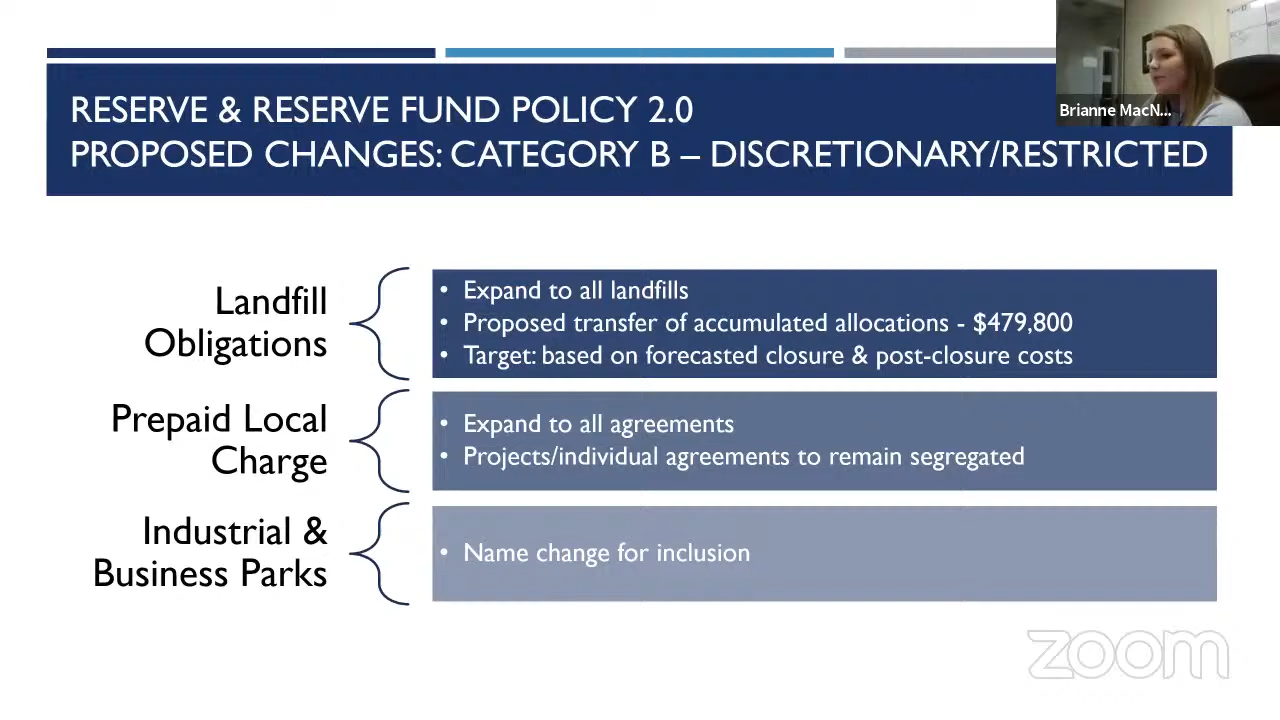 RESERVE & RESERVE FUND POLICY 2.0
PROPOSED CHANGES: CATEGORY B – DISCRETIONARY/RESTRICTED
Brianne MacN...
Landfill
Obligations
• Expand to all landfills
• Proposed transfer of accumulated allocations - $479,800
• Target: based on forecasted closure & post-closure costs
Prepaid Local
Charge
• Expand to all agreements
• Projects/individual agreements to remain segregated
Industrial &
Business Parks
• Name change for inclusion
zoom